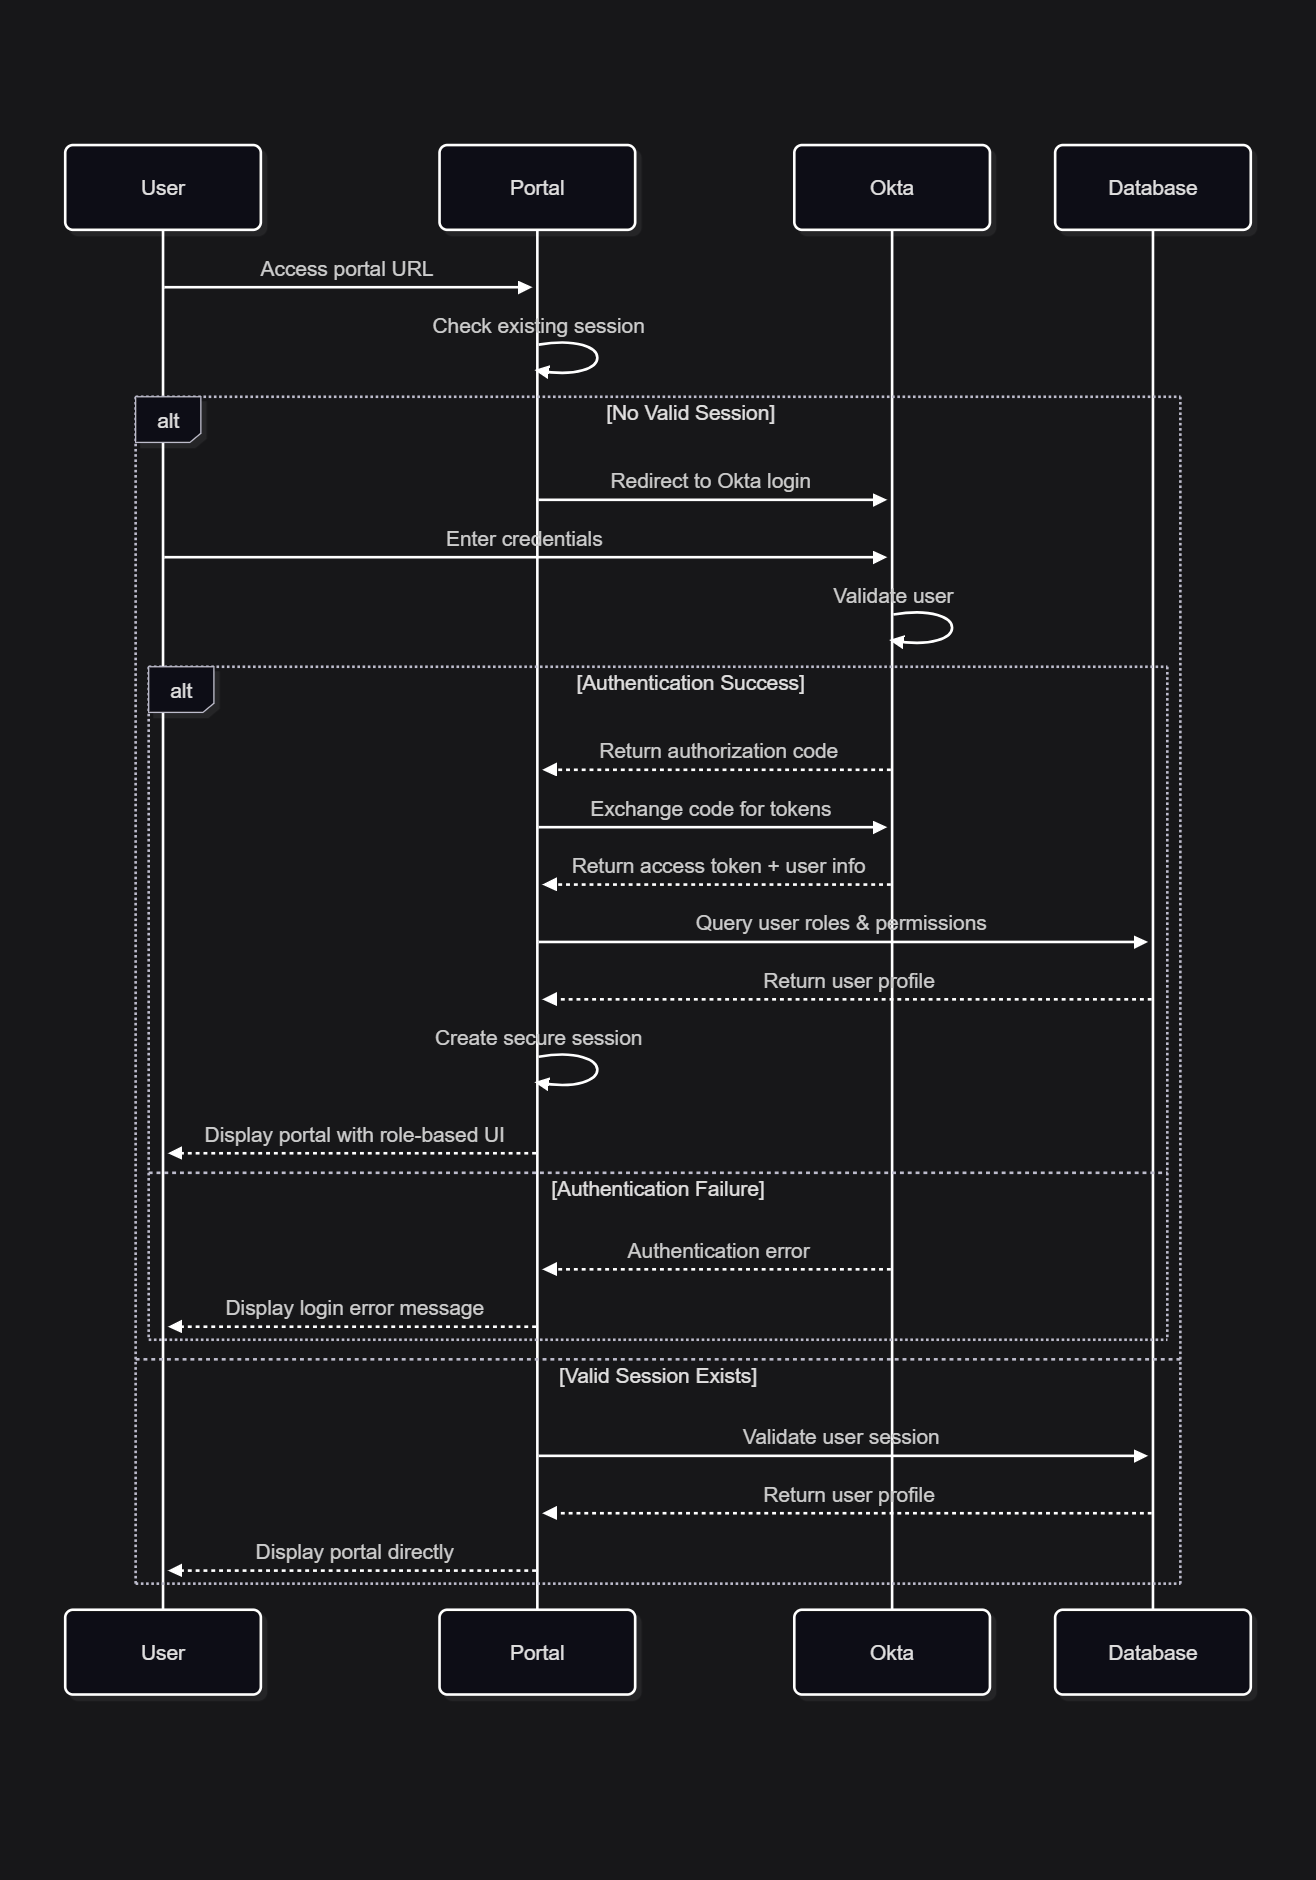 User
Portal
Okta
Database
Access portal URL
Check existing session
alt
[No Valid Session]
Redirect to Okta login
Enter credentials
Validate user
alt
[Authentication Success]
Return authorization code
Exchange code for tokens
Return access token + user info
Query user roles & permissions
Return user profile
Create secure session
Display portal with role-based UI
[Authentication Failure]
Authentication error
Display login error message
[Valid Session Exists]
Validate user session
Return user profile
Display portal directly
User
Portal
Okta
Database